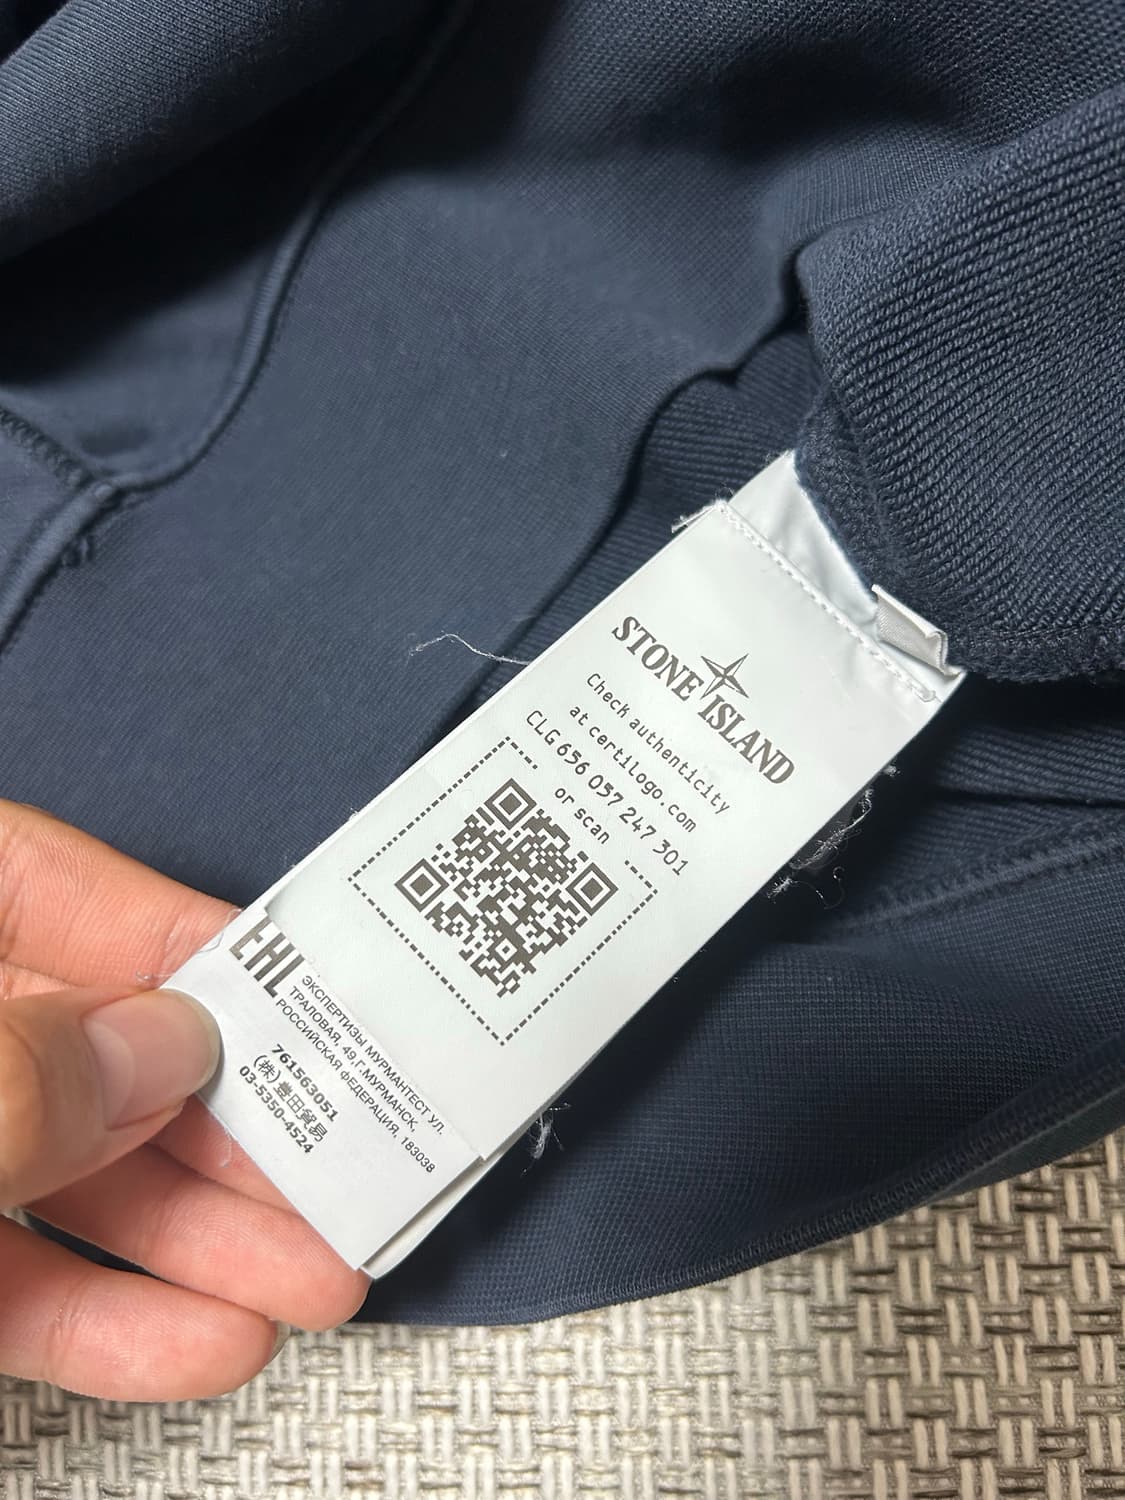 STONE ISLAND
Check authenticity
at certilogo.com
CLG 656 057 247 301
or scan
EAC
ЭКСПЕРТИЗЫ МУРМАНТЕСТ УЛ.
ТРАЛОВАЯ, 49,Г.МУРМАНСК,
РОССИЙСКАЯ ФЕДЕРАЦИЯ, 183038
761563051
(株)豊田貿易
03-5350-4524